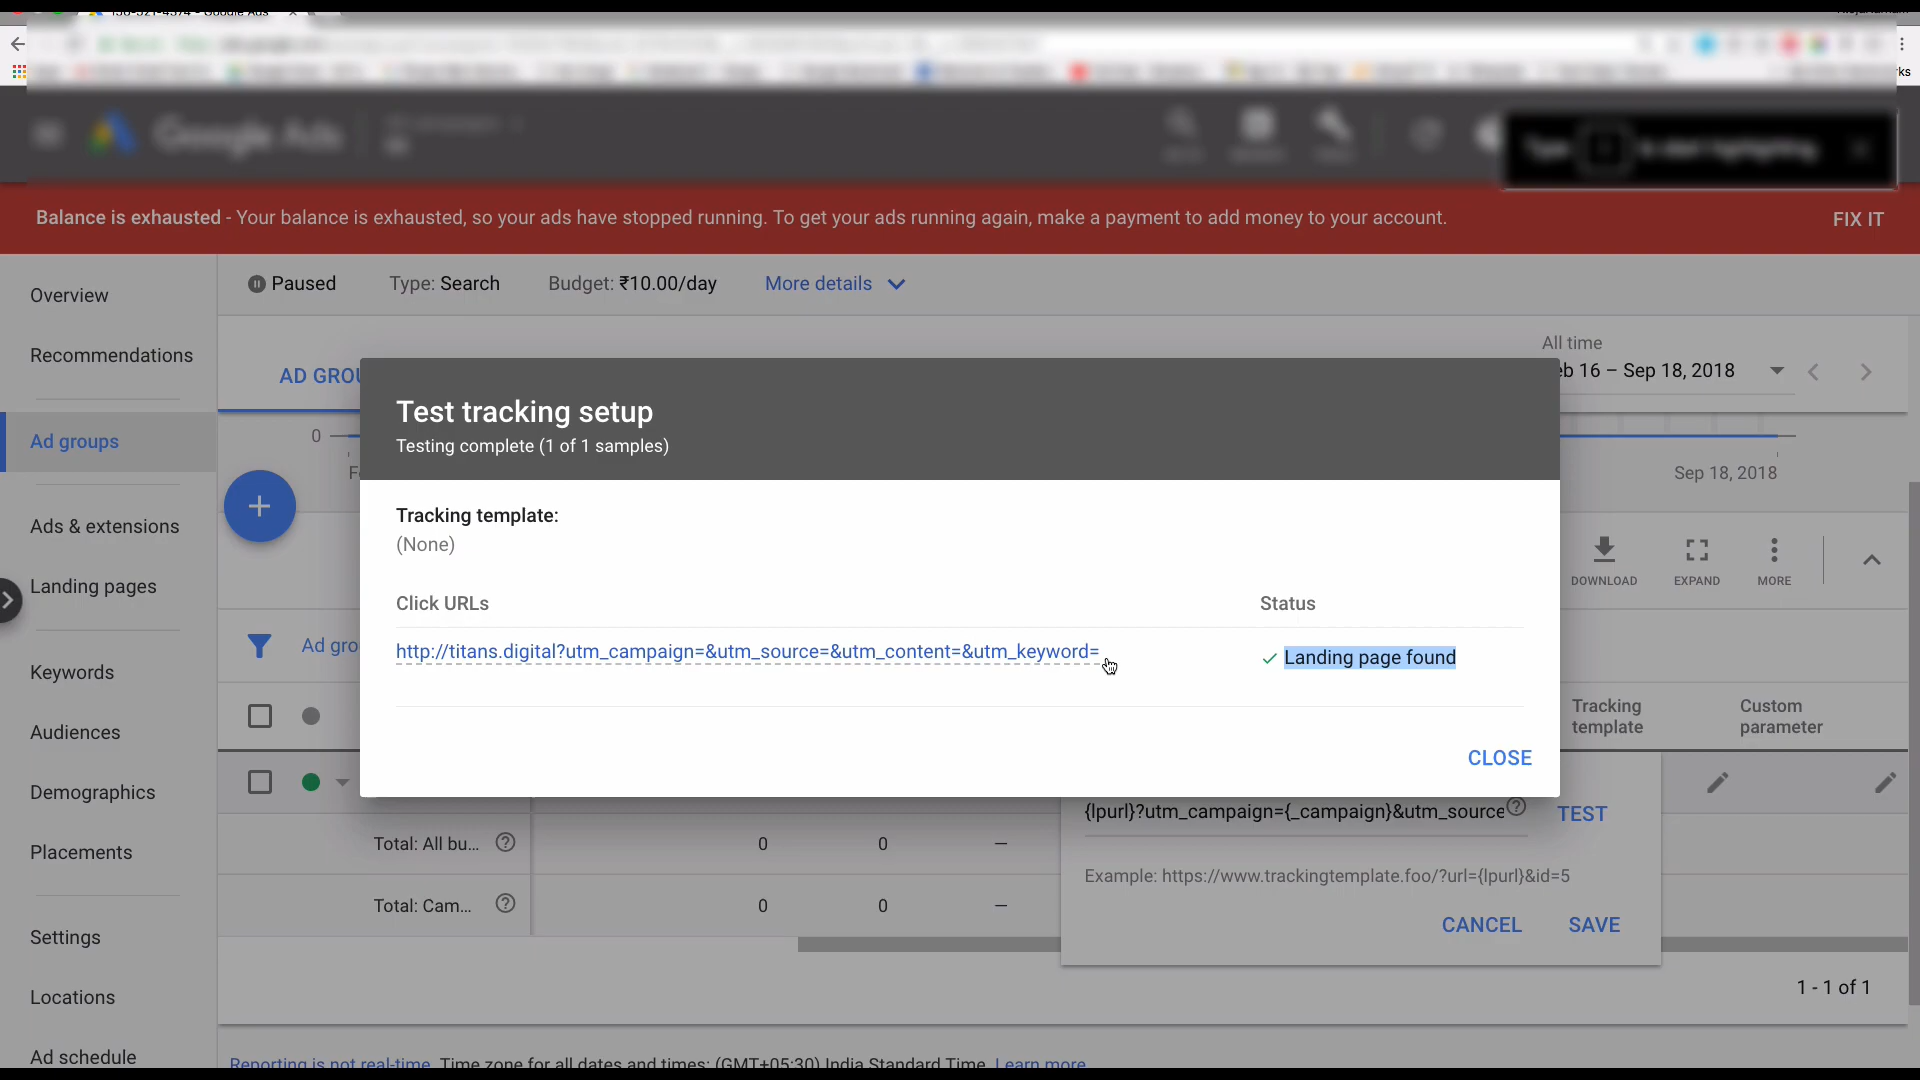 Google Ads
Balance is exhausted - Your balance is exhausted, so your ads have stopped running. To get your ads running again, make a payment to add money to your account.
FIX IT
Overview
Recommendations
Ad groups
Ads & extensions
Landing pages
Keywords
Audiences
Demographics
Placements
Settings
Locations
Ad schedule
Paused
Type: Search
Budget: ₹10.00/day
More details
All time
eb 16 – Sep 18, 2018
AD GROU
0
Sep 18, 2018
DOWNLOAD
EXPAND
MORE
Ad gro
Test tracking setup
Testing complete (1 of 1 samples)
Tracking template:
(None)
Click URLs
Status
http://titans.digital?utm_campaign=&utm_source=&utm_content=&utm_keyword=
Landing page found
CLOSE
Tracking
template
Custom
parameter
{lpurl}?utm_campaign={_campaign}&utm_source
TEST
Example: https://www.trackingtemplate.foo/?url={lpurl}&id=5
CANCEL
SAVE
Total: All bu...
0
0
–
Total: Cam...
0
0
–
1 - 1 of 1
Reporting is not real-time. Time zone for all dates and times: (GMT+05:30) India Standard Time. Learn more